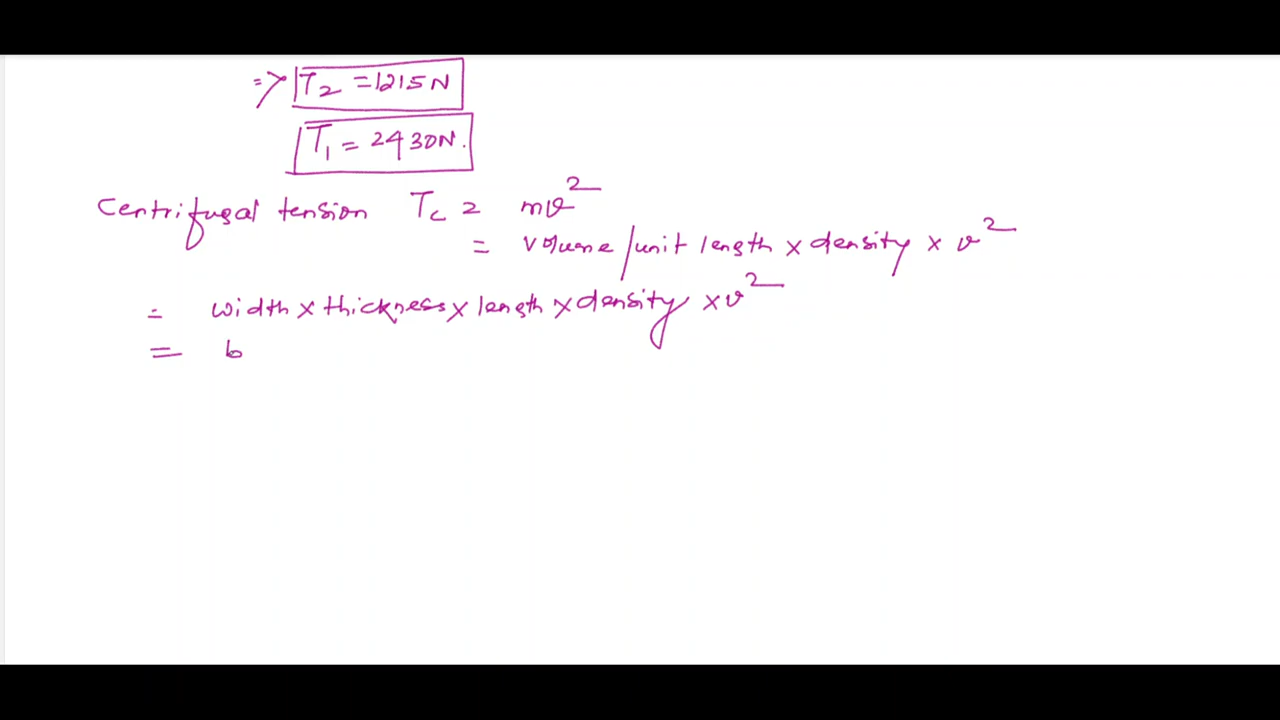 => T2 = 1215N
T1 = 2430N.
Centrifugal tension Tc = mv²
= volume/unit length x density x v²
= width x thickness x length x density x v²
= b